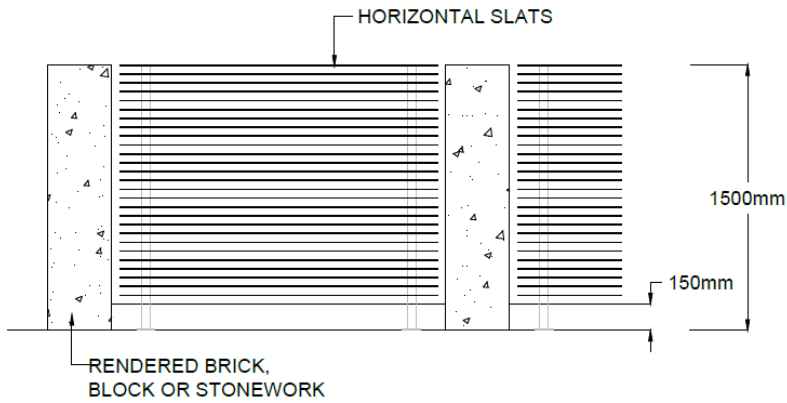 HORIZONTAL SLATS
1500mm
150mm
RENDERED BRICK,
BLOCK OR STONEWORK